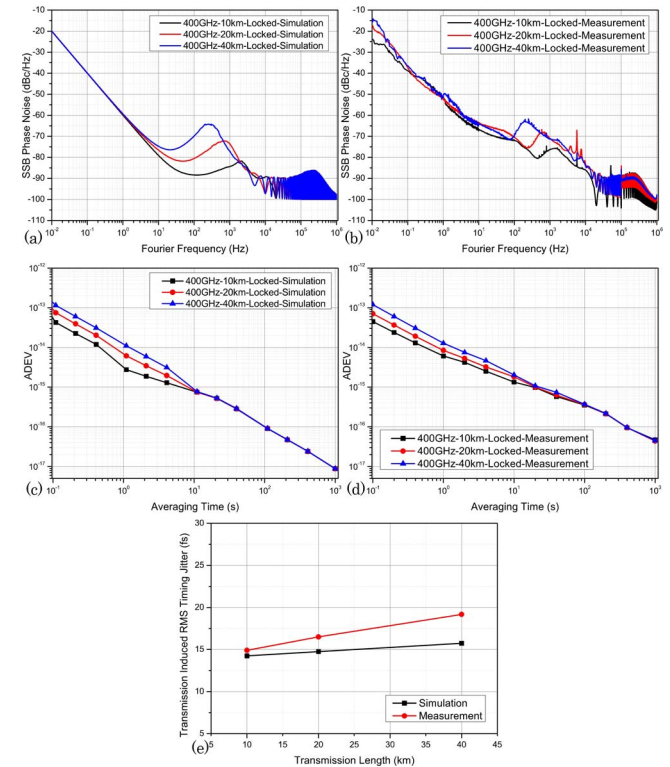 400GHz-10km-Locked-Simulation
400GHz-20km-Locked-Simulation
400GHz-40km-Locked-Simulation
SSB Phase Noise (dBc/Hz)
-10
-20
-30
-40
-50
-60
-70
-80
-90
-100
-110
10⁻² 10⁻¹ 10⁰ 10¹ 10² 10³ 10⁴ 10⁵ 10⁶
Fourier Frequency (Hz)
(a)
400GHz-10km-Locked-Measurement
400GHz-20km-Locked-Measurement
400GHz-40km-Locked-Measurement
SSB Phase Noise (dBc/Hz)
-10
-20
-30
-40
-50
-60
-70
-80
-90
-100
-110
10⁻² 10⁻¹ 10⁰ 10¹ 10² 10³ 10⁴ 10⁵ 10⁶
Fourier Frequency (Hz)
(b)
400GHz-10km-Locked-Simulation
400GHz-20km-Locked-Simulation
400GHz-40km-Locked-Simulation
ADEV
10⁻¹²
10⁻¹³
10⁻¹⁴
10⁻¹⁵
10⁻¹⁶
10⁻¹⁷
10⁻¹ 10⁰ 10¹ 10² 10³
Averaging Time (s)
(c)
400GHz-10km-Locked-Measurement
400GHz-20km-Locked-Measurement
400GHz-40km-Locked-Measurement
ADEV
10⁻¹²
10⁻¹³
10⁻¹⁴
10⁻¹⁵
10⁻¹⁶
10⁻¹⁷
10⁻¹ 10⁰ 10¹ 10² 10³
Averaging Time (s)
(d)
Transmission Induced RMS Timing Jitter (fs)
30
25
20
15
10
5
5 10 15 20 25 30 35 40 45
Simulation
Measurement
Transmission Length (km)
(e)